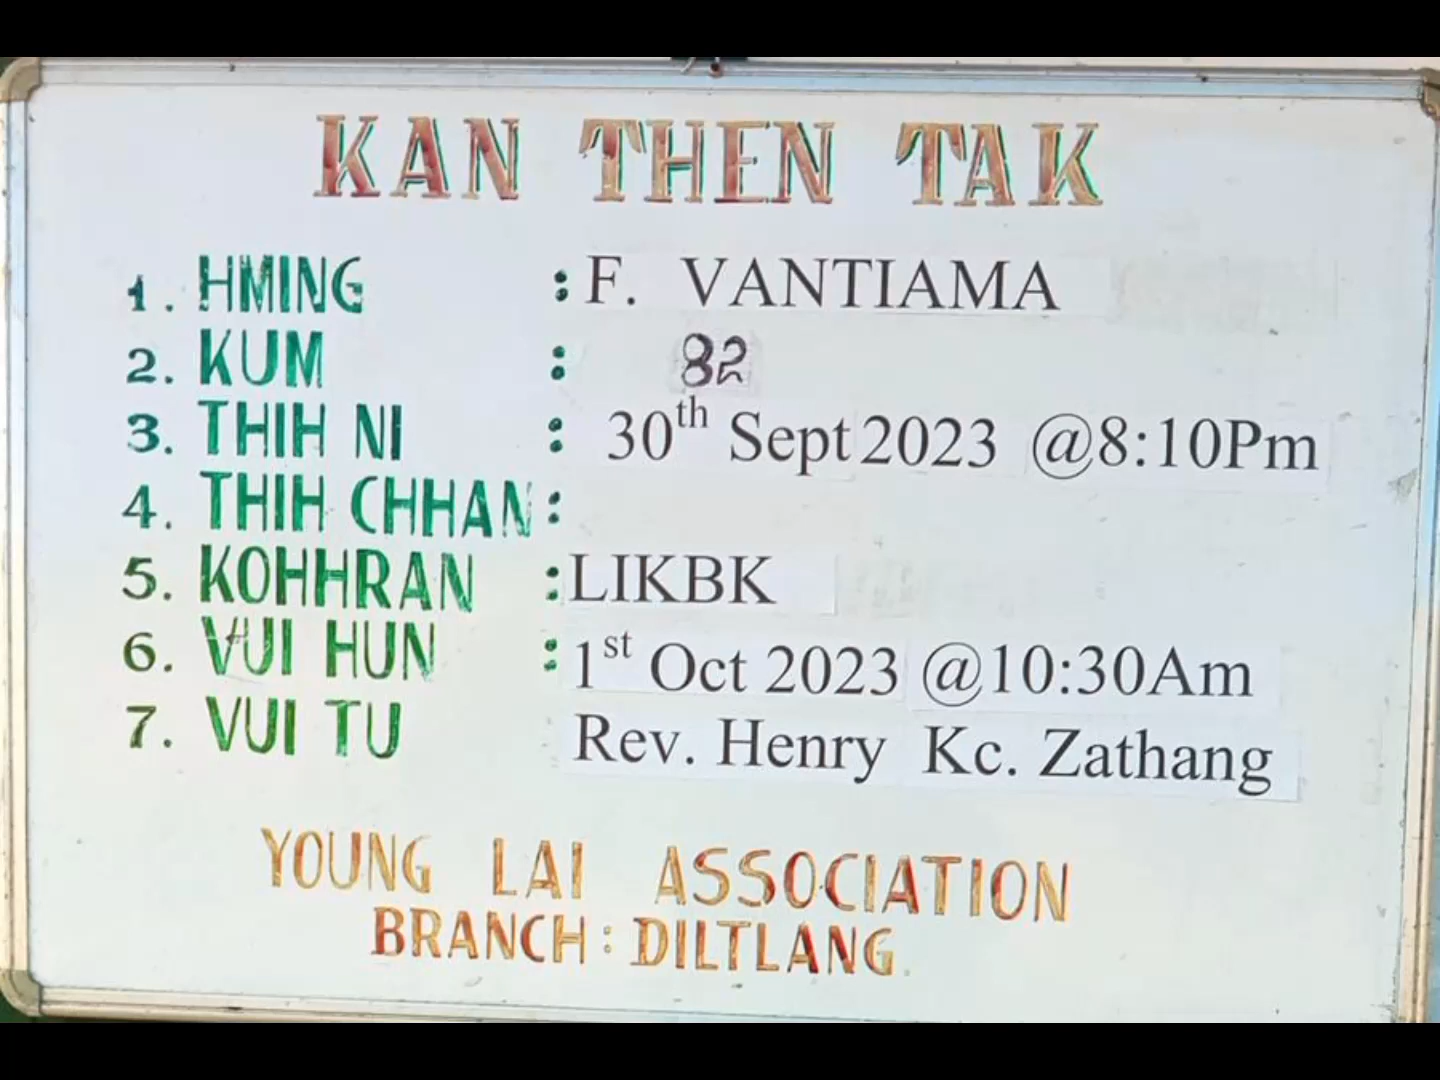 KAN THEN TAK
1. HMING : F. VANTIAMA
2. KUM : 82
3. THIH NI : 30th Sept 2023 @8:10Pm
4. THIH CHHAN :
5. KOHHRAN : LIKBK
6. VUI HUN : 1st Oct 2023 @10:30Am
7. VUI TU Rev. Henry Kc. Zathang
YOUNG LAI ASSOCIATION
BRANCH : DILTLANG.